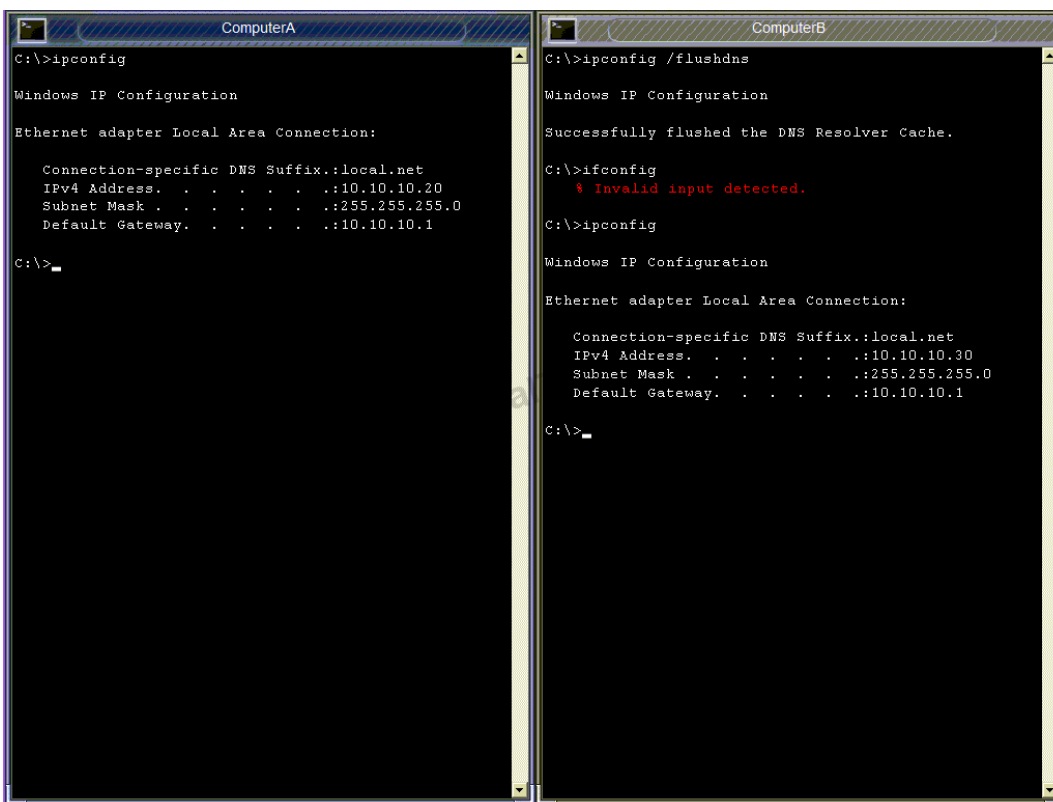 ComputerA
C:\>ipconfig
Windows IP Configuration
Ethernet adapter Local Area Connection:
Connection-specific DNS Suffix.:local.net
IPv4 Address. . . . . . .:10.10.10.20
Subnet Mask . . . . . . .:255.255.255.0
Default Gateway. . . . . .:10.10.10.1
C:\>
ComputerB
C:\>ipconfig /flushdns
Windows IP Configuration
Successfully flushed the DNS Resolver Cache.
C:\>ifconfig
% Invalid input detected.
C:\>ipconfig
Windows IP Configuration
Ethernet adapter Local Area Connection:
Connection-specific DNS Suffix.:local.net
IPv4 Address. . . . . . .:10.10.10.30
Subnet Mask . . . . . . .:255.255.255.0
Default Gateway. . . . . .:10.10.10.1
C:\>